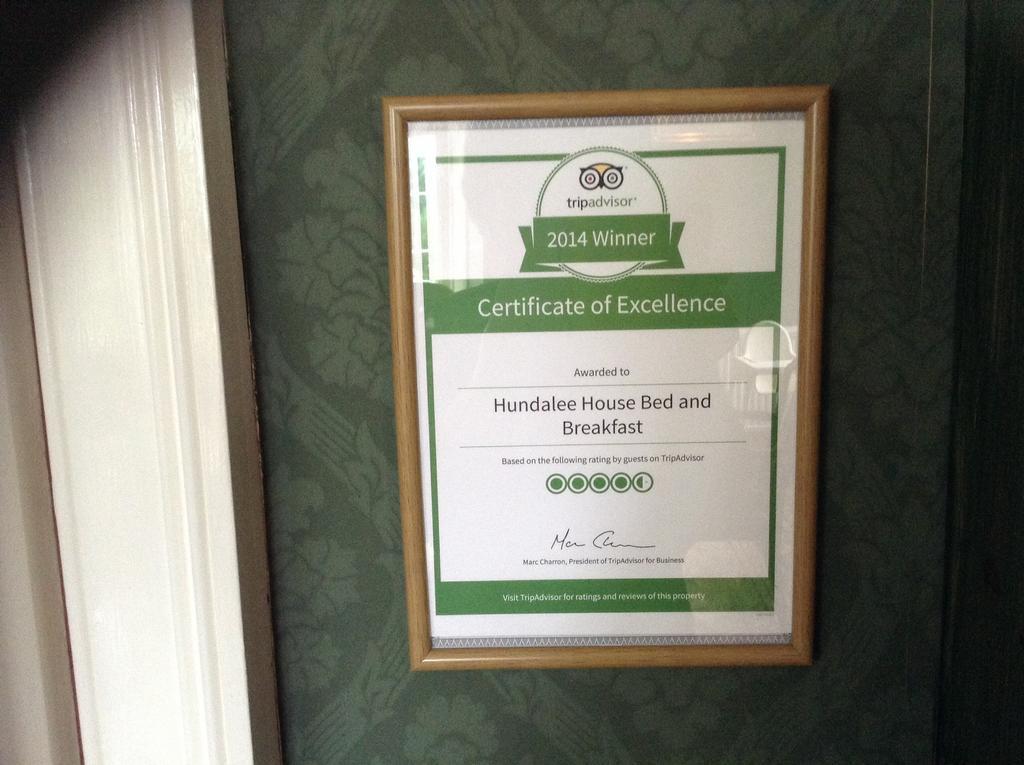 tripadvisor®
2014 Winner
Certificate of Excellence
Awarded to
Hundalee House Bed and
Breakfast
Based on the following rating by guests on TripAdvisor
Marc Charron, President of TripAdvisor for Business
Visit TripAdvisor for ratings and reviews of this property